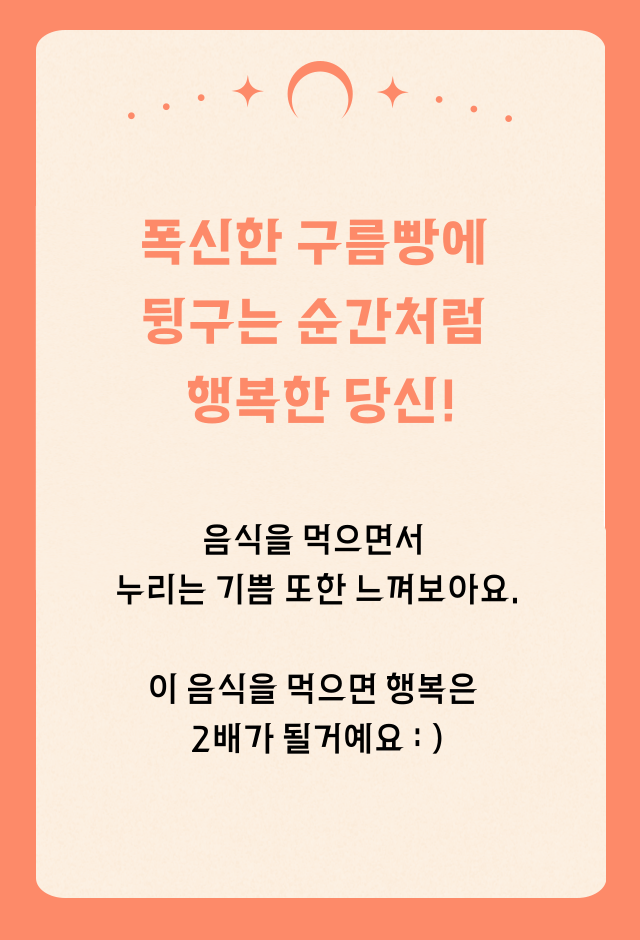 폭신한 구름빵에
뒹구는 순간처럼
행복한 당신!
음식을 먹으면서
누리는 기쁨 또한 느껴보아요.
이 음식을 먹으면 행복은
2배가 될거예요 : )